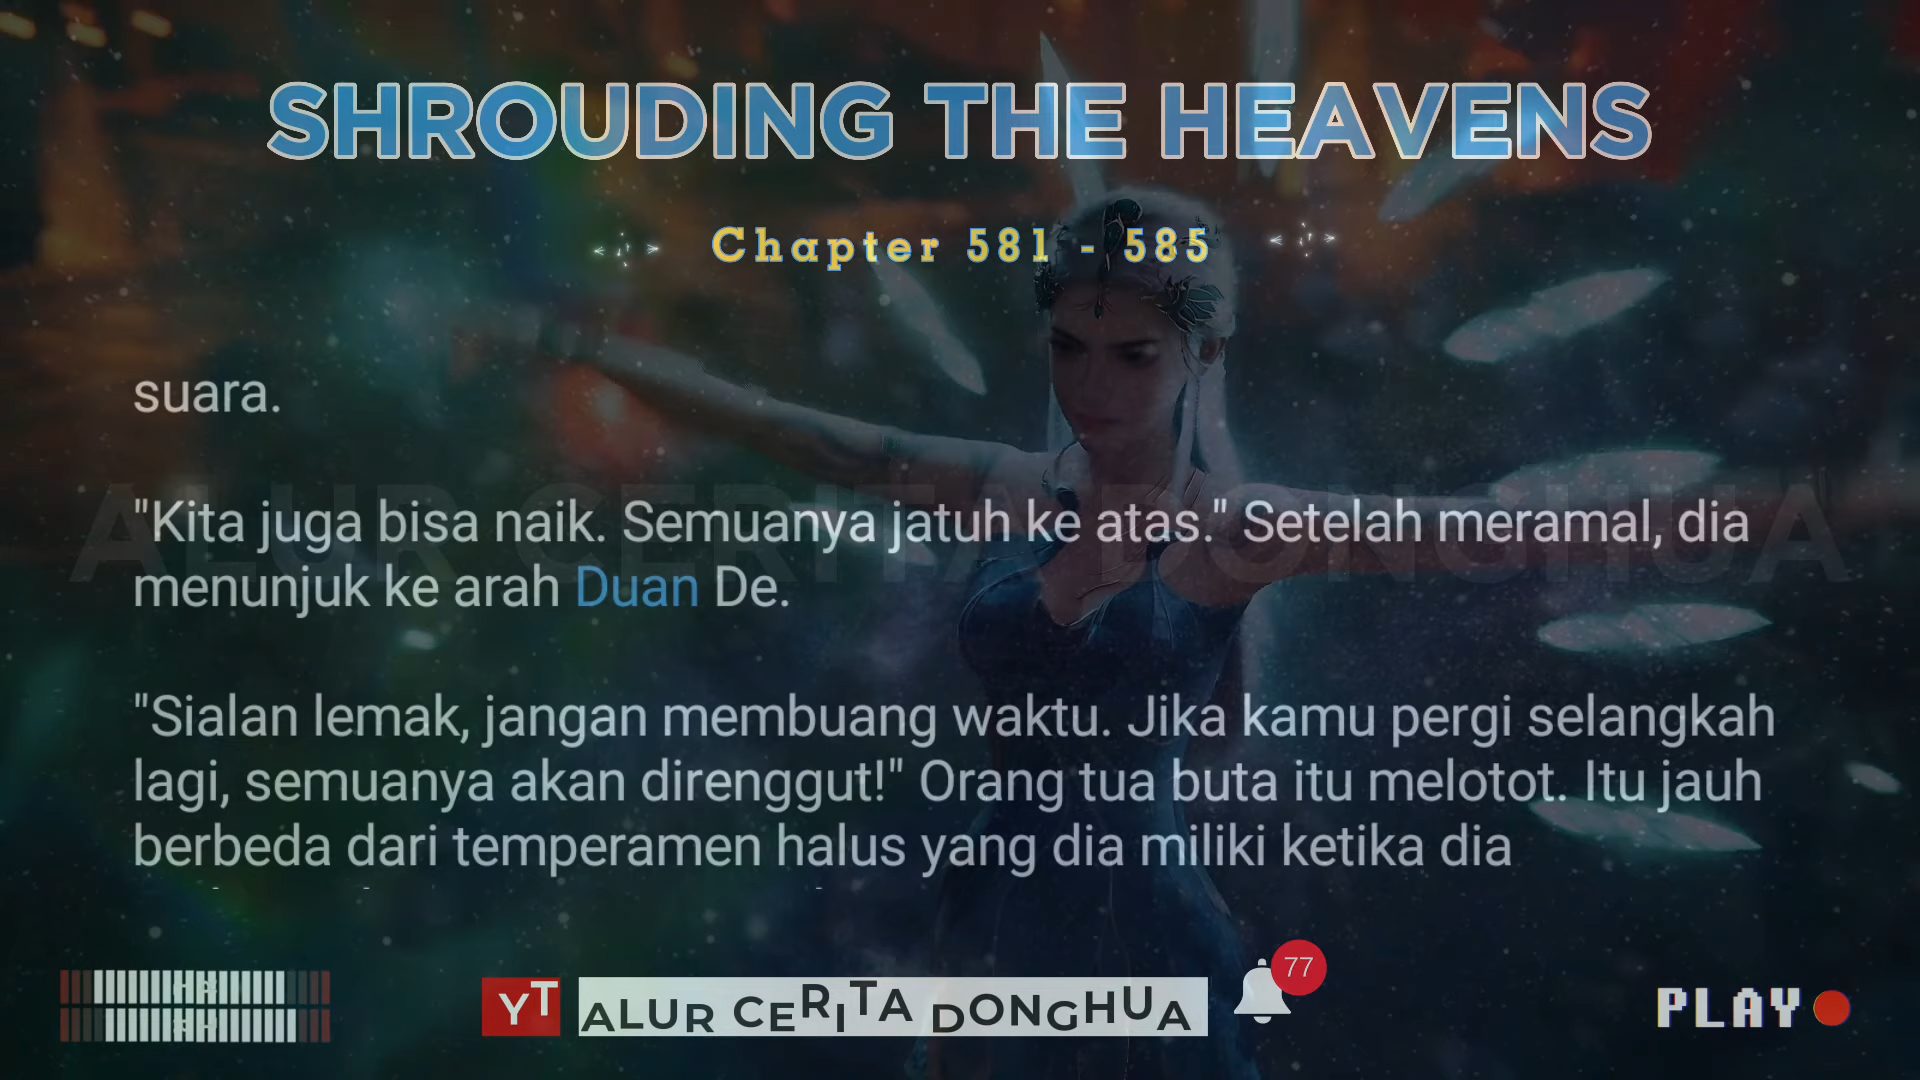 SHROUDING THE HEAVENS
Chapter 581 - 585
suara.
ALUR CERITA DONGHUA
"Kita juga bisa naik. Semuanya jatuh ke atas." Setelah meramal, dia
menunjuk ke arah Duan De.
"Sialan lemak, jangan membuang waktu. Jika kamu pergi selangkah
lagi, semuanya akan direnggut!" Orang tua buta itu melotot. Itu jauh
berbeda dari temperamen halus yang dia miliki ketika dia
YT ALUR CERITA DONGHUA
77
PLAY